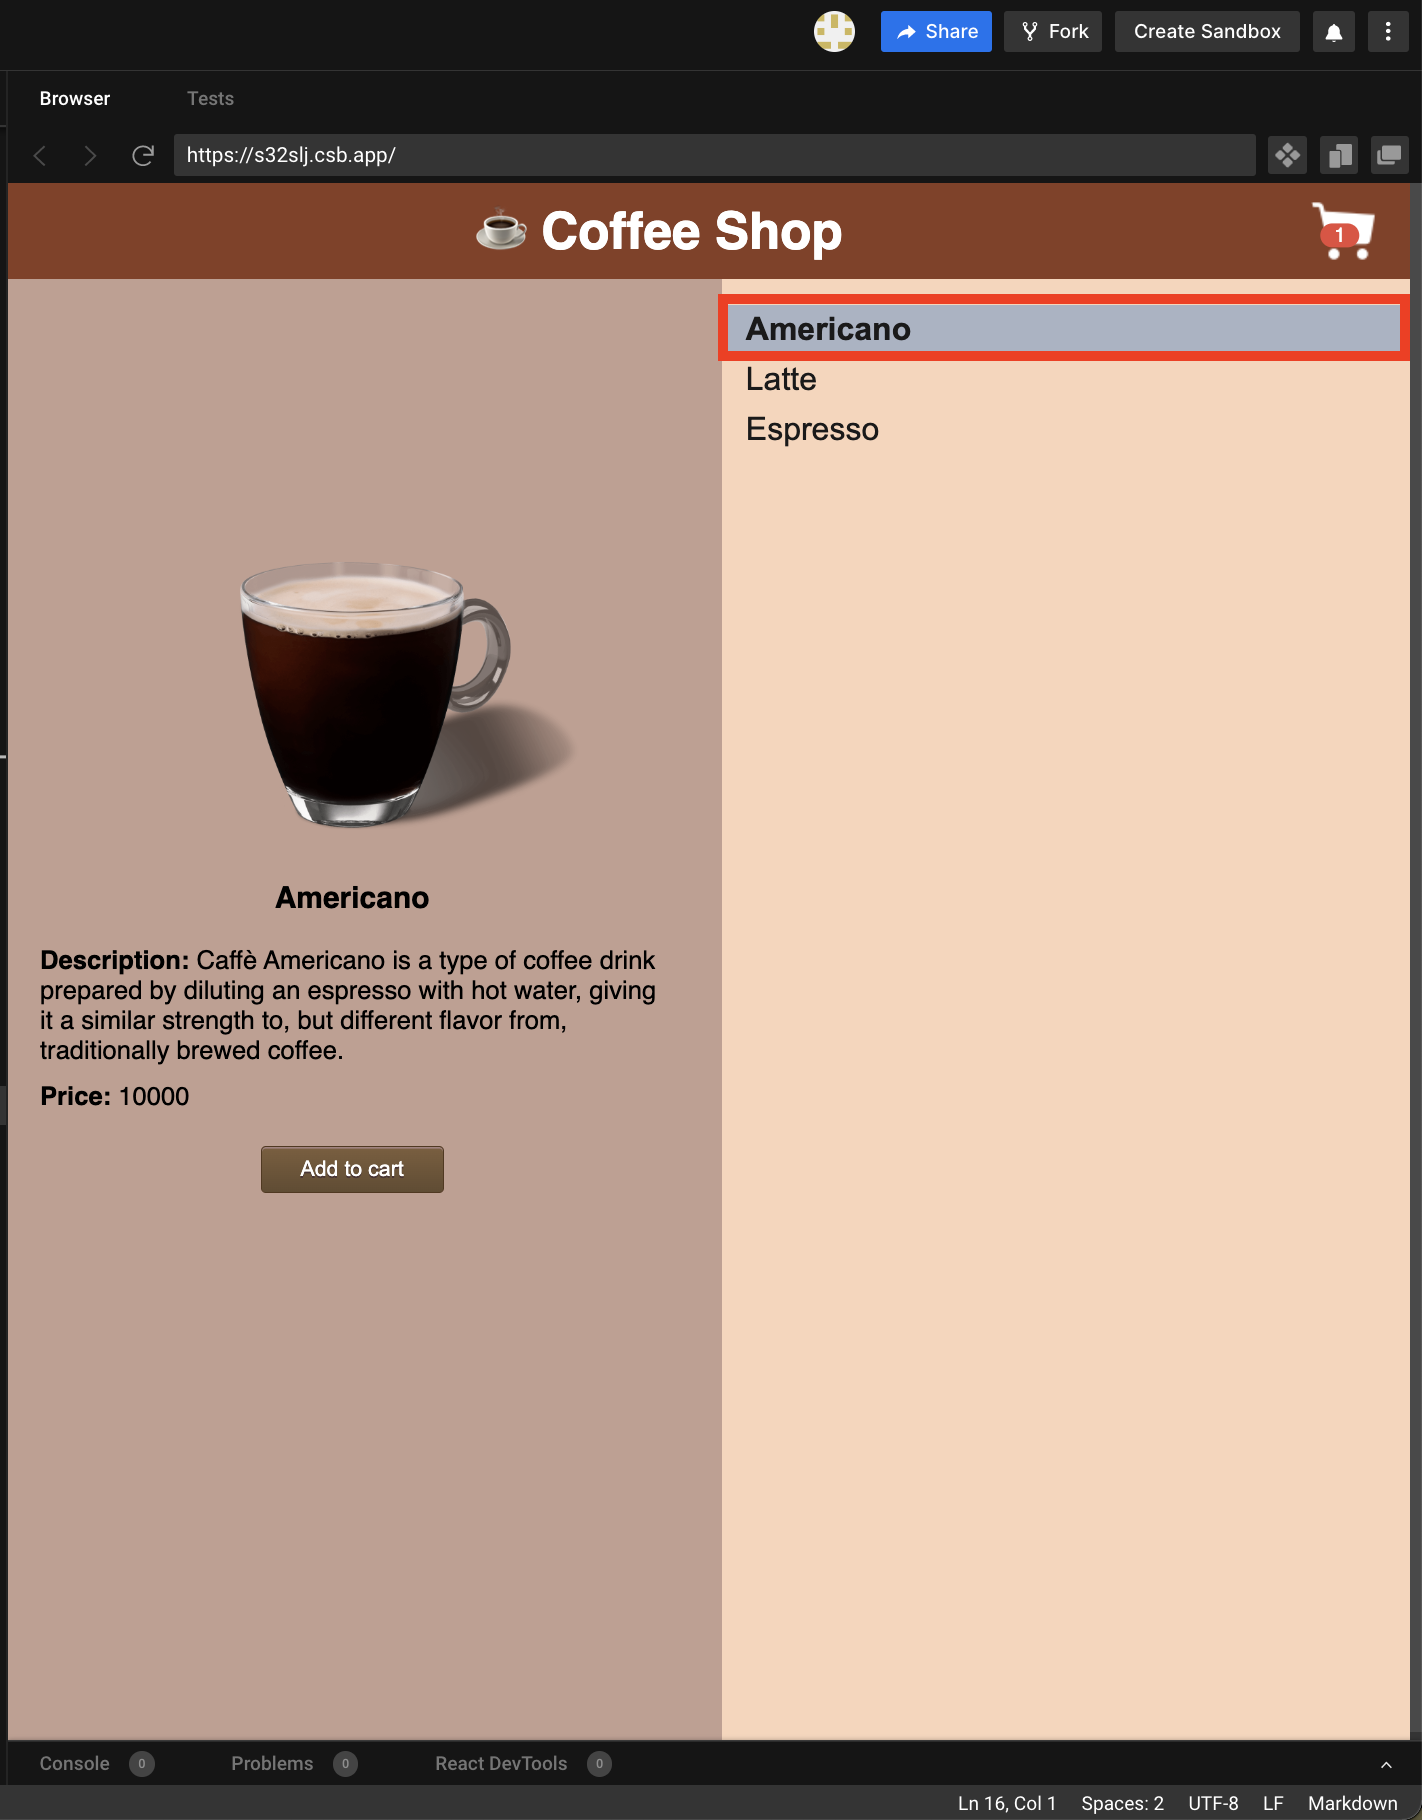 Share
Fork
Create Sandbox
Browser
Tests
https://s32slj.csb.app/
Coffee Shop
1
Americano
Latte
Espresso
Americano
Description: Caffè Americano is a type of coffee drink
prepared by diluting an espresso with hot water, giving
it a similar strength to, but different flavor from,
traditionally brewed coffee.
Price: 10000
Add to cart
Console 0
Problems 0
React DevTools 0
Ln 16, Col 1
Spaces: 2
UTF-8
LF
Markdown